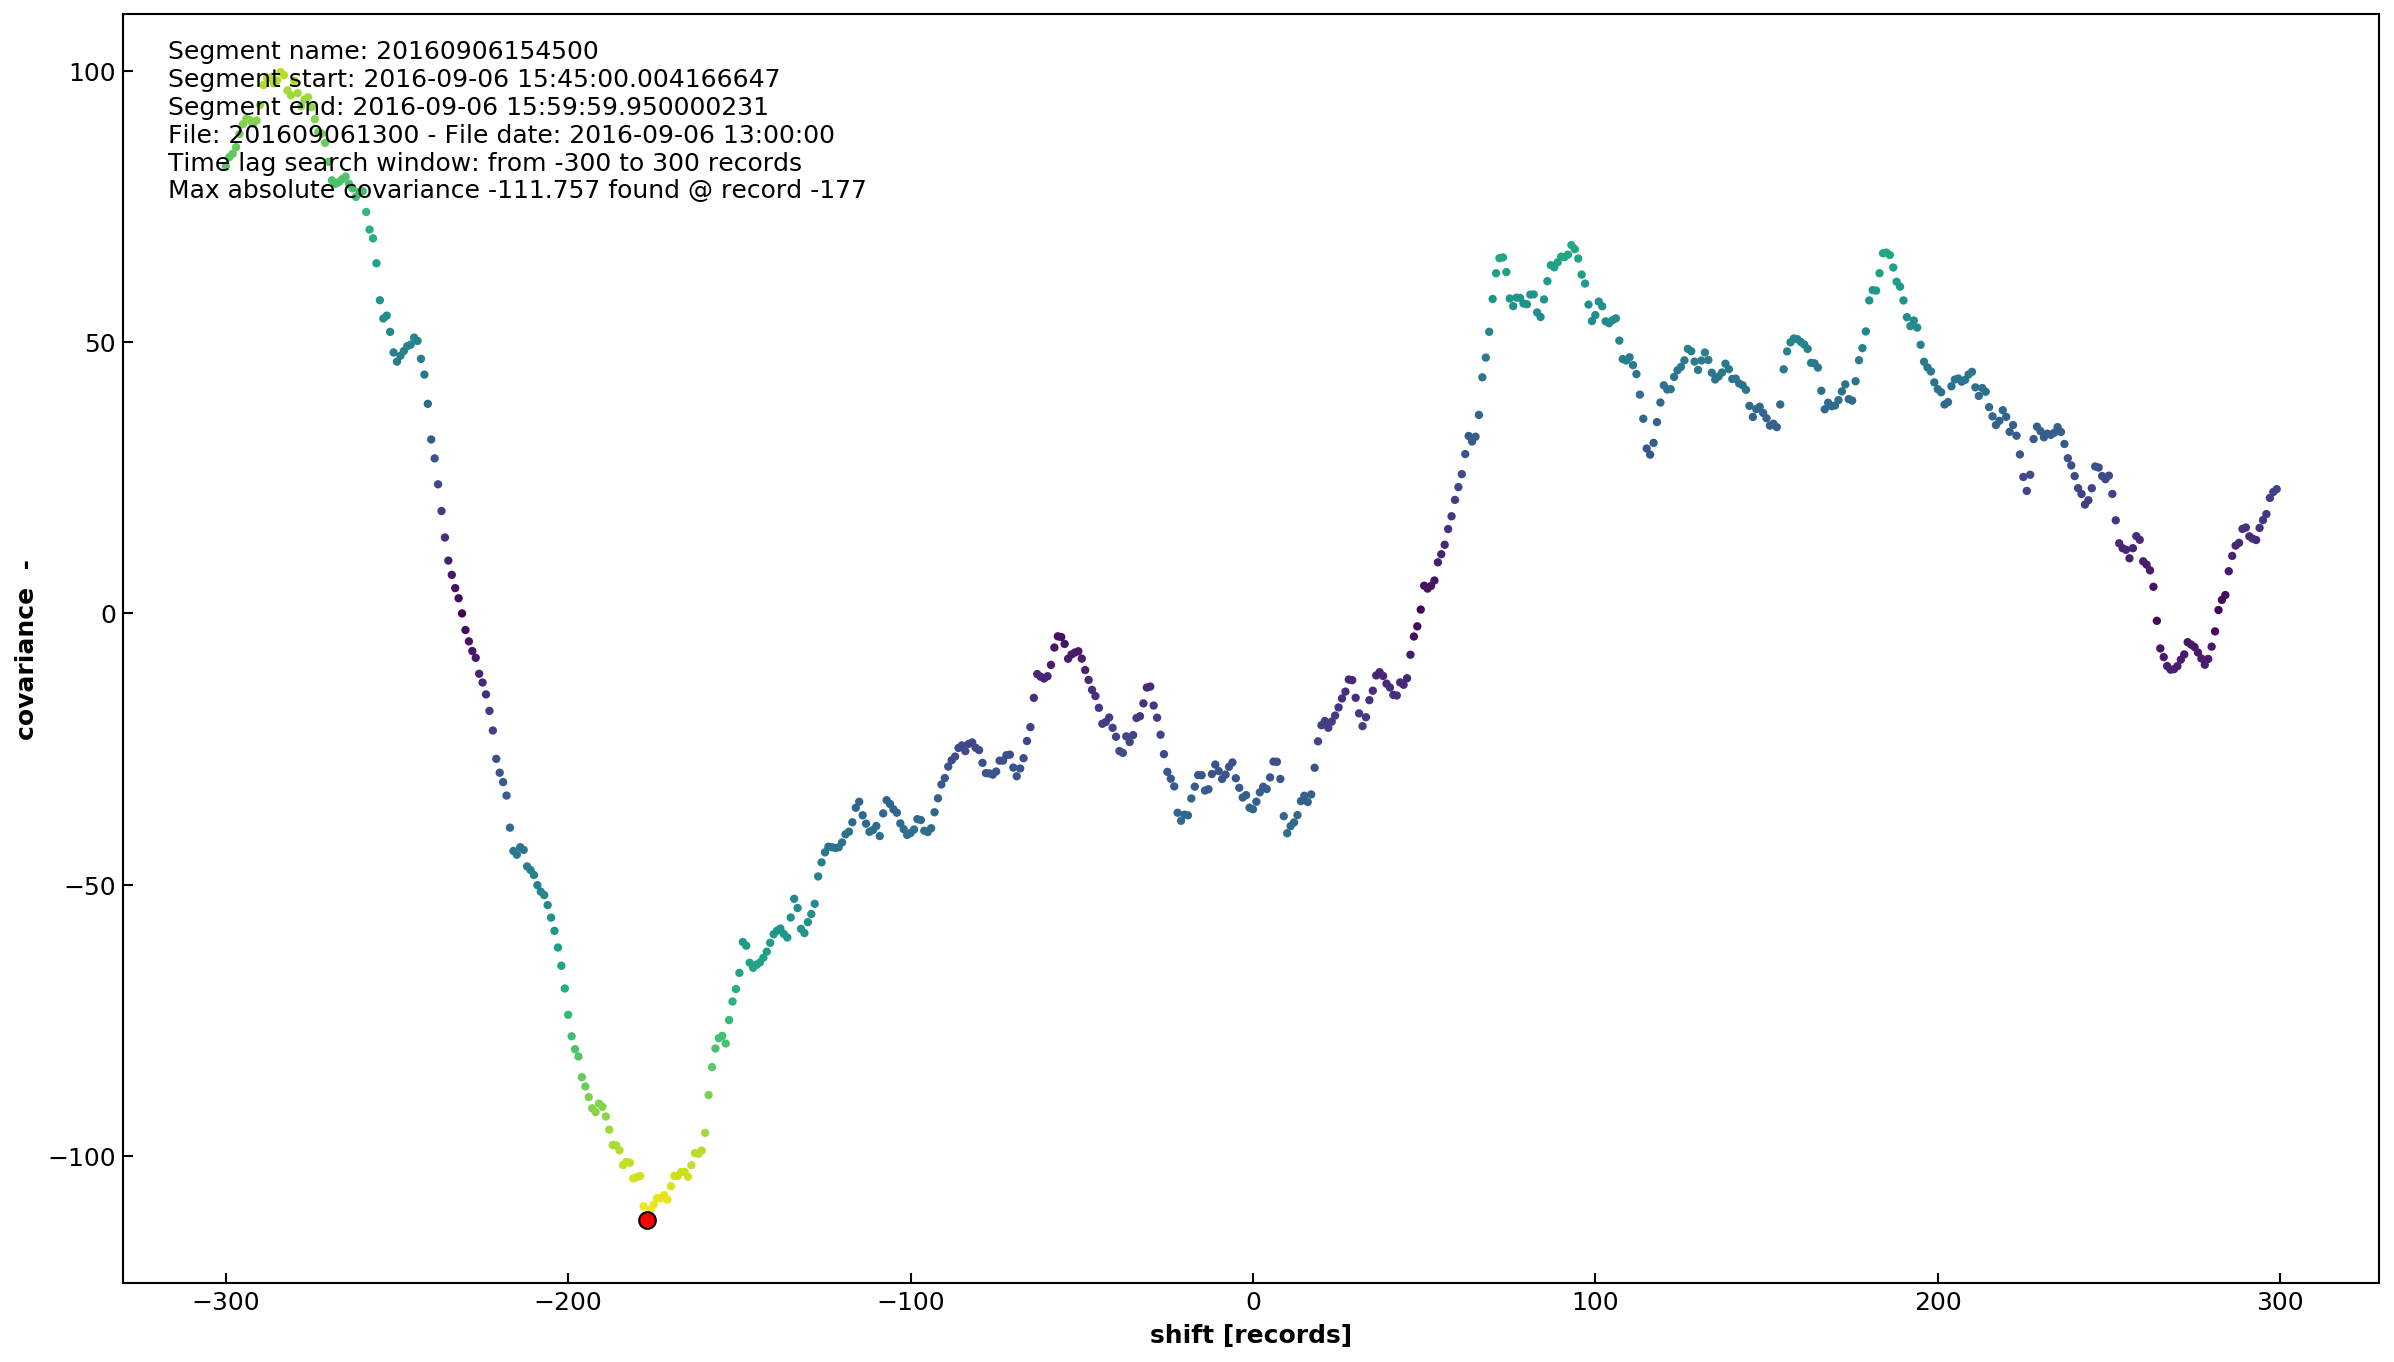 Segment name: 20160906154500
Segment start: 2016-09-06 15:45:00.004166647
Segment end: 2016-09-06 15:59:59.950000231
File: 201609061300 - File date: 2016-09-06 13:00:00
Time lag search window: from -300 to 300 records
Max absolute covariance -111.757 found @ record -177
100
50
0
−50
−100
covariance -
−300 −200 −100 0 100 200 300
shift [records]